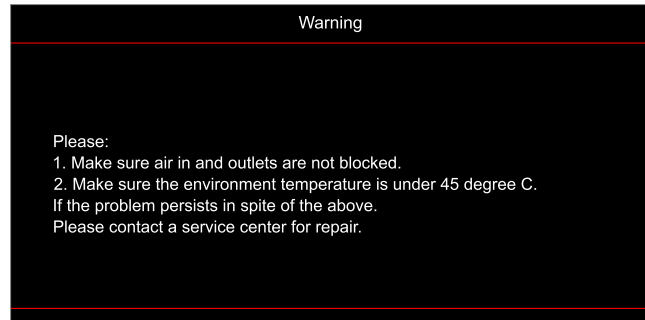 Warning
Please:
1. Make sure air in and outlets are not blocked.
2. Make sure the environment temperature is under 45 degree C.
If the problem persists in spite of the above.
Please contact a service center for repair.